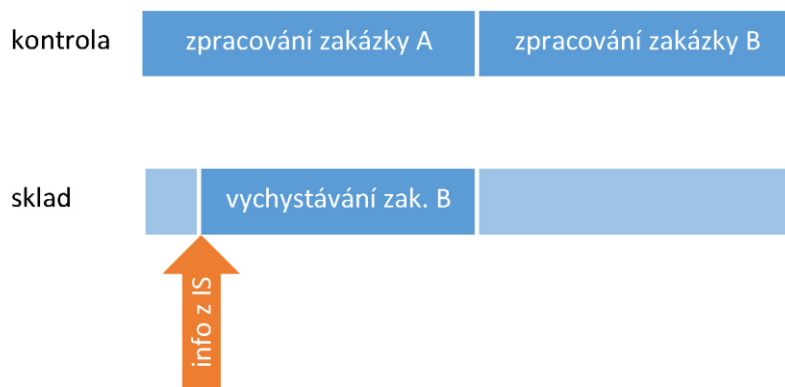 kontrola
zpracování zakázky A
zpracování zakázky B
sklad
vychystávání zak. B
info z IS